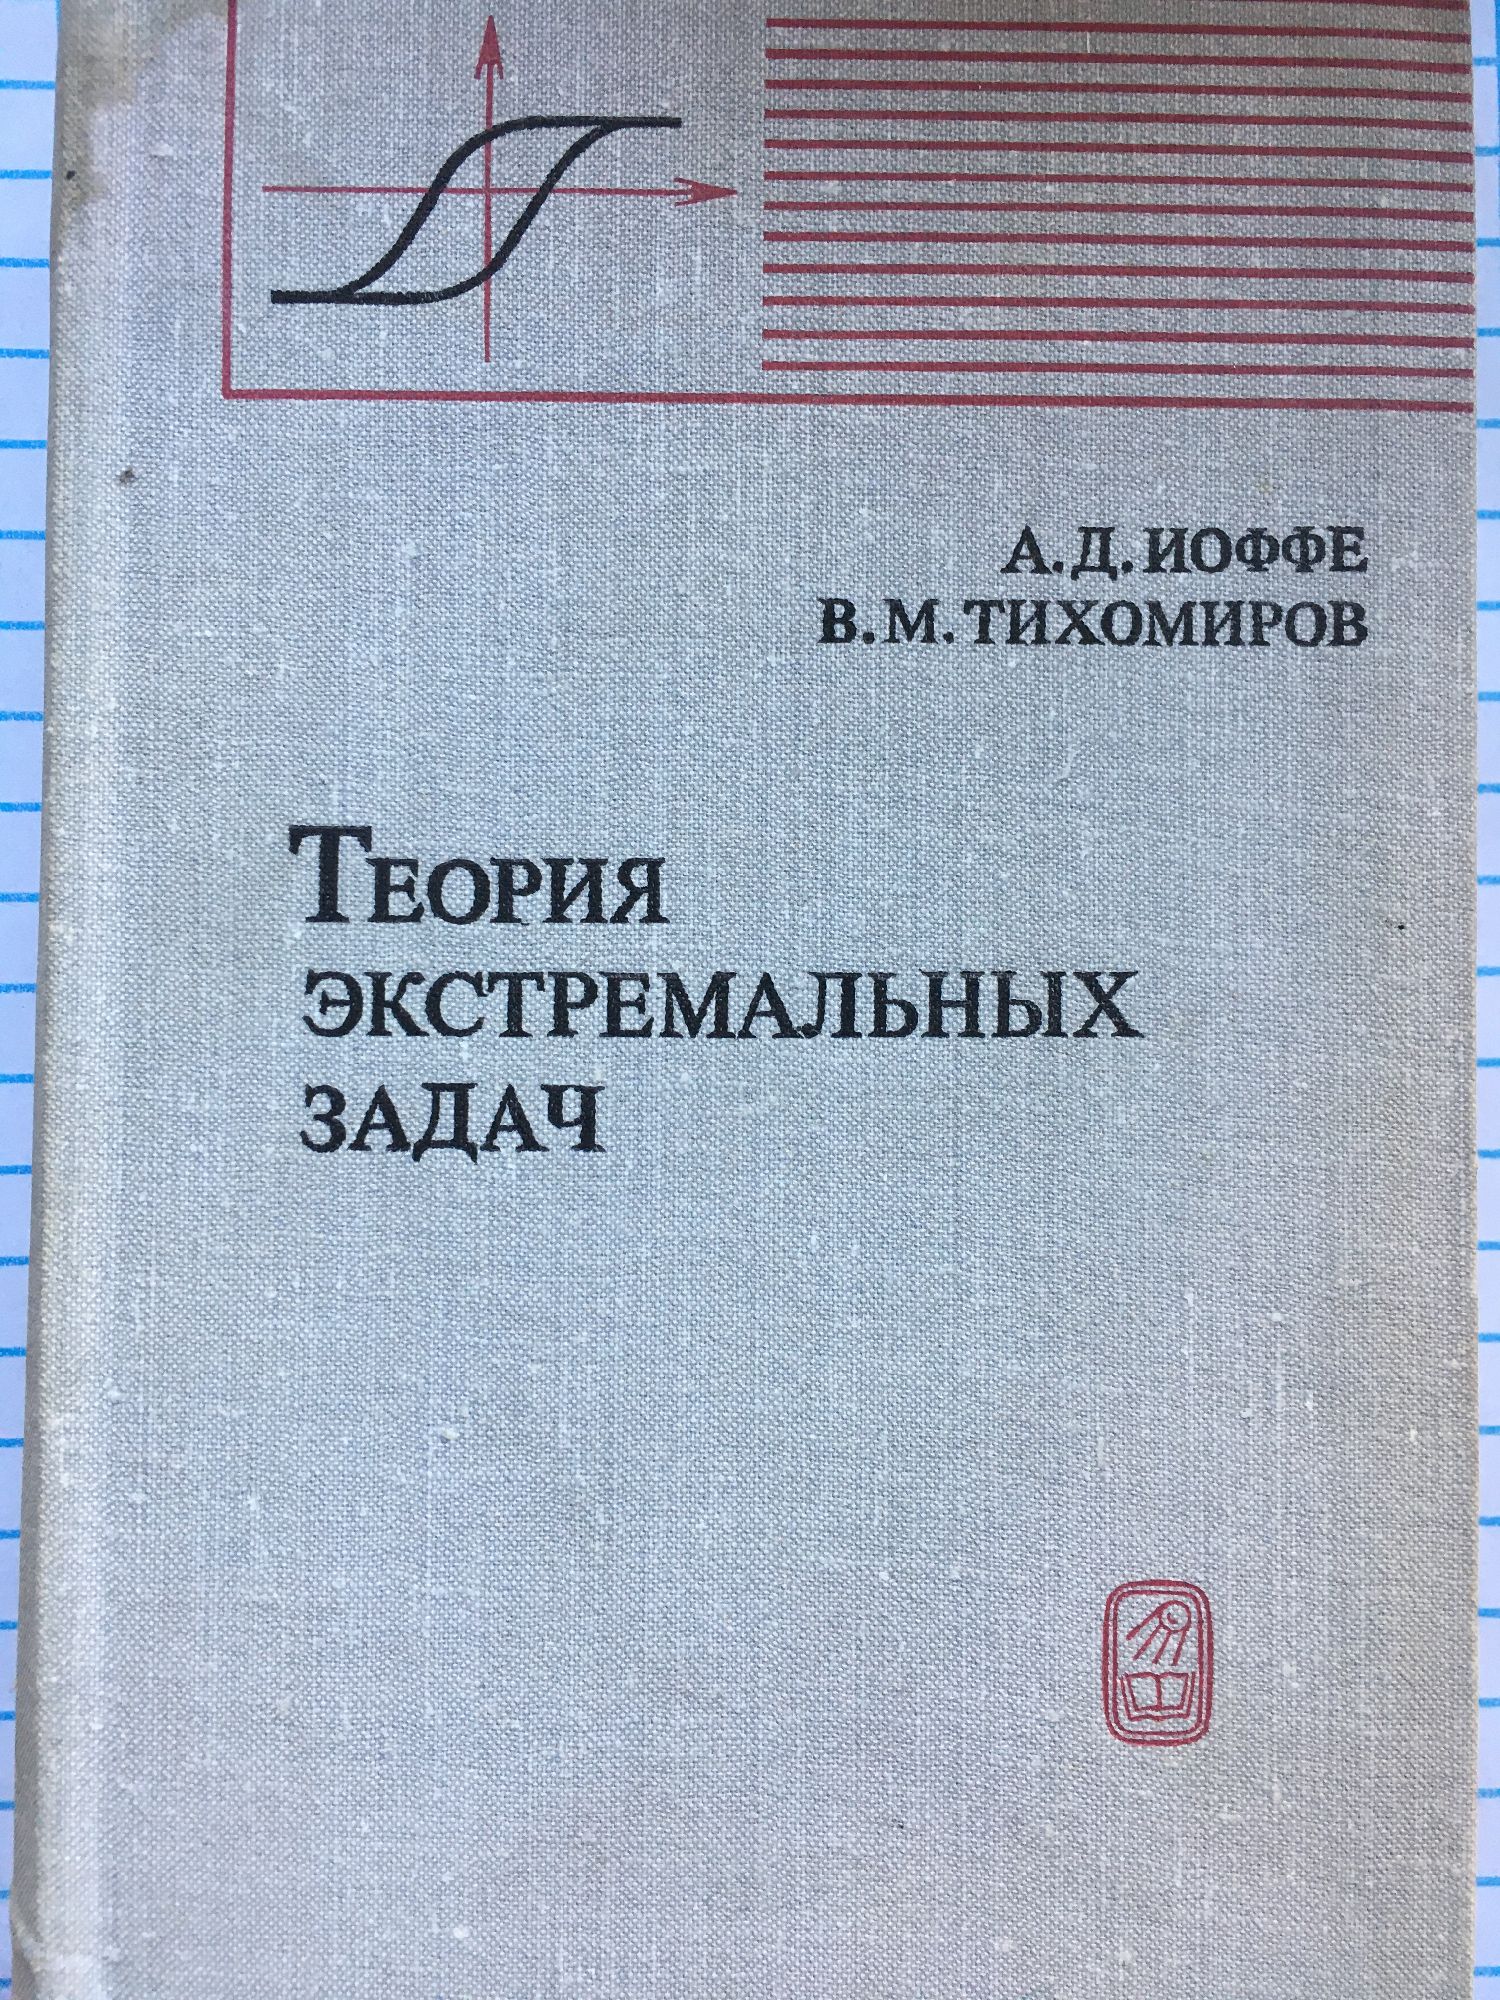 А.Д.ИОФФЕ
В.М.ТИХОМИРОВ
ТЕОРИЯ
ЭКСТРЕМАЛЬНЫХ
ЗАДАЧ